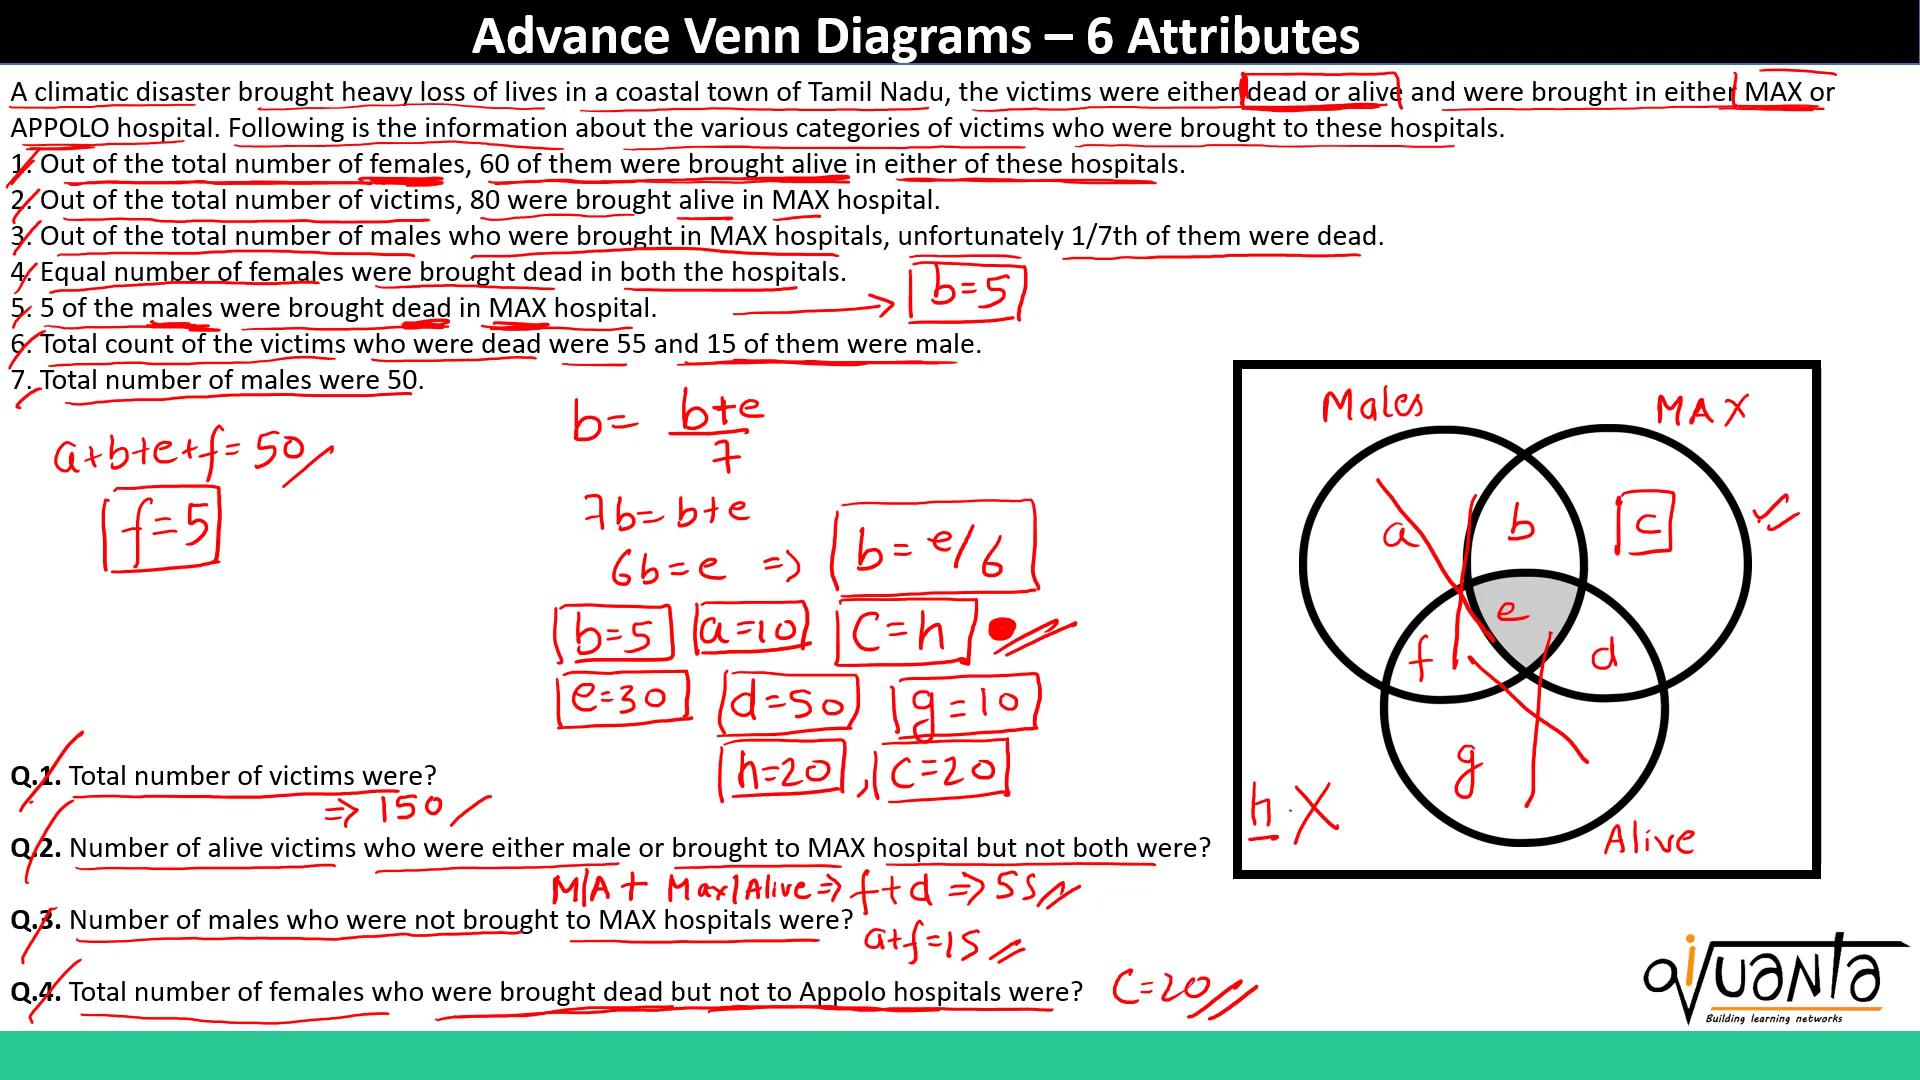 Advance Venn Diagrams – 6 Attributes
A climatic disaster brought heavy loss of lives in a coastal town of Tamil Nadu, the victims were either dead or alive and were brought in either MAX or
APPOLO hospital. Following is the information about the various categories of victims who were brought to these hospitals.
1. Out of the total number of females, 60 of them were brought alive in either of these hospitals.
2. Out of the total number of victims, 80 were brought alive in MAX hospital.
3. Out of the total number of males who were brought in MAX hospitals, unfortunately 1/7th of them were dead.
4. Equal number of females were brought dead in both the hospitals.
5. 5 of the males were brought dead in MAX hospital.
b=5
6. Total count of the victims who were dead were 55 and 15 of them were male.
7. Total number of males were 50.
a+b+e+f=50
f=5
b= b+e
7
7b=b+e
6b=e => b=e/6
b=5 a=10 C=h
e=30 d=50 g=10
h=20, c=20
Males
MAX
a
b
c
e
f
d
g
h
Alive
Q.1. Total number of victims were?
=> 150
Q.2. Number of alive victims who were either male or brought to MAX hospital but not both were?
M/A + Max/Alive => f+d => 55
Q.3. Number of males who were not brought to MAX hospitals were?
a+f=15
Q.4. Total number of females who were brought dead but not to Appolo hospitals were?
C=20
qiuanta
Building learning networks